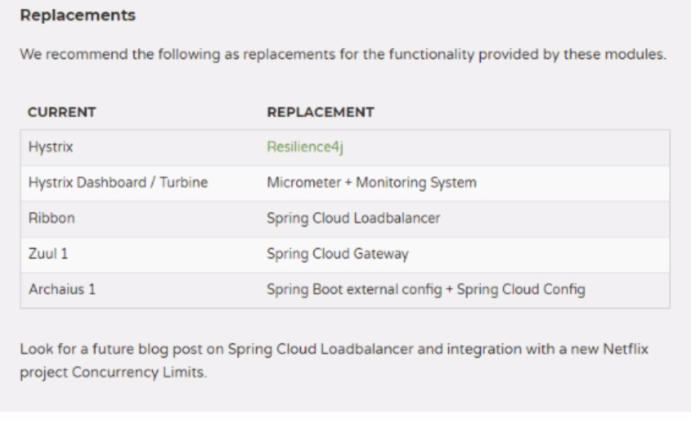 Replacements
We recommend the following as replacements for the functionality provided by these modules.
CURRENT REPLACEMENT
Hystrix Resilience4j
Hystrix Dashboard / Turbine Micrometer + Monitoring System
Ribbon Spring Cloud Loadbalancer
Zuul 1 Spring Cloud Gateway
Archaius 1 Spring Boot external config + Spring Cloud Config
Look for a future blog post on Spring Cloud Loadbalancer and integration with a new Netflix
project Concurrency Limits.